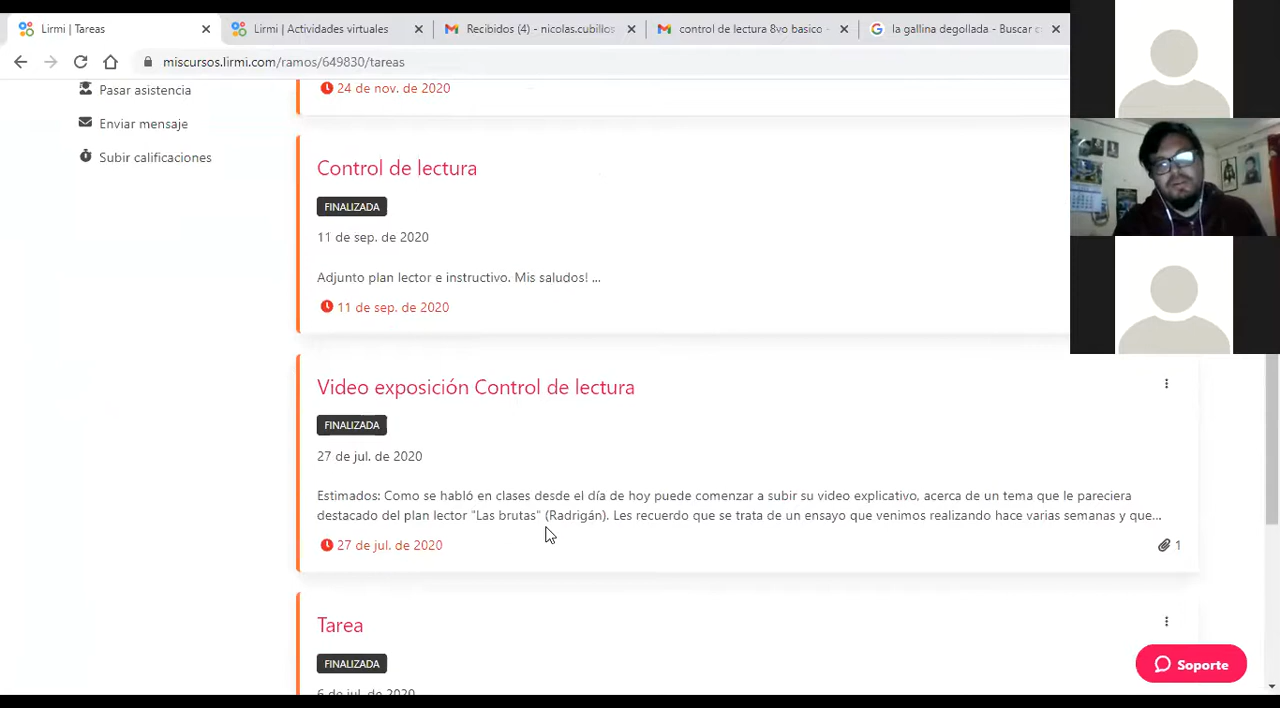 Lirmi | Tareas
Lirmi | Actividades virtuales
Recibidos (4) - nicolas.cubillos
control de lectura 8vo basico -
la gallina degollada - Buscar c
miscursos.lirmi.com/ramos/649830/tareas
Pasar asistencia
Enviar mensaje
Subir calificaciones
24 de nov. de 2020
Control de lectura
FINALIZADA
11 de sep. de 2020
Adjunto plan lector e instructivo. Mis saludos! ...
11 de sep. de 2020
Video exposición Control de lectura
FINALIZADA
27 de jul. de 2020
Estimados: Como se habló en clases desde el día de hoy puede comenzar a subir su video explicativo, acerca de un tema que le pareciera
destacado del plan lector "Las brutas" (Radrigán). Les recuerdo que se trata de un ensayo que venimos realizando hace varias semanas y que...
27 de jul. de 2020
1
Tarea
FINALIZADA
6 de jul. de 2020
Soporte